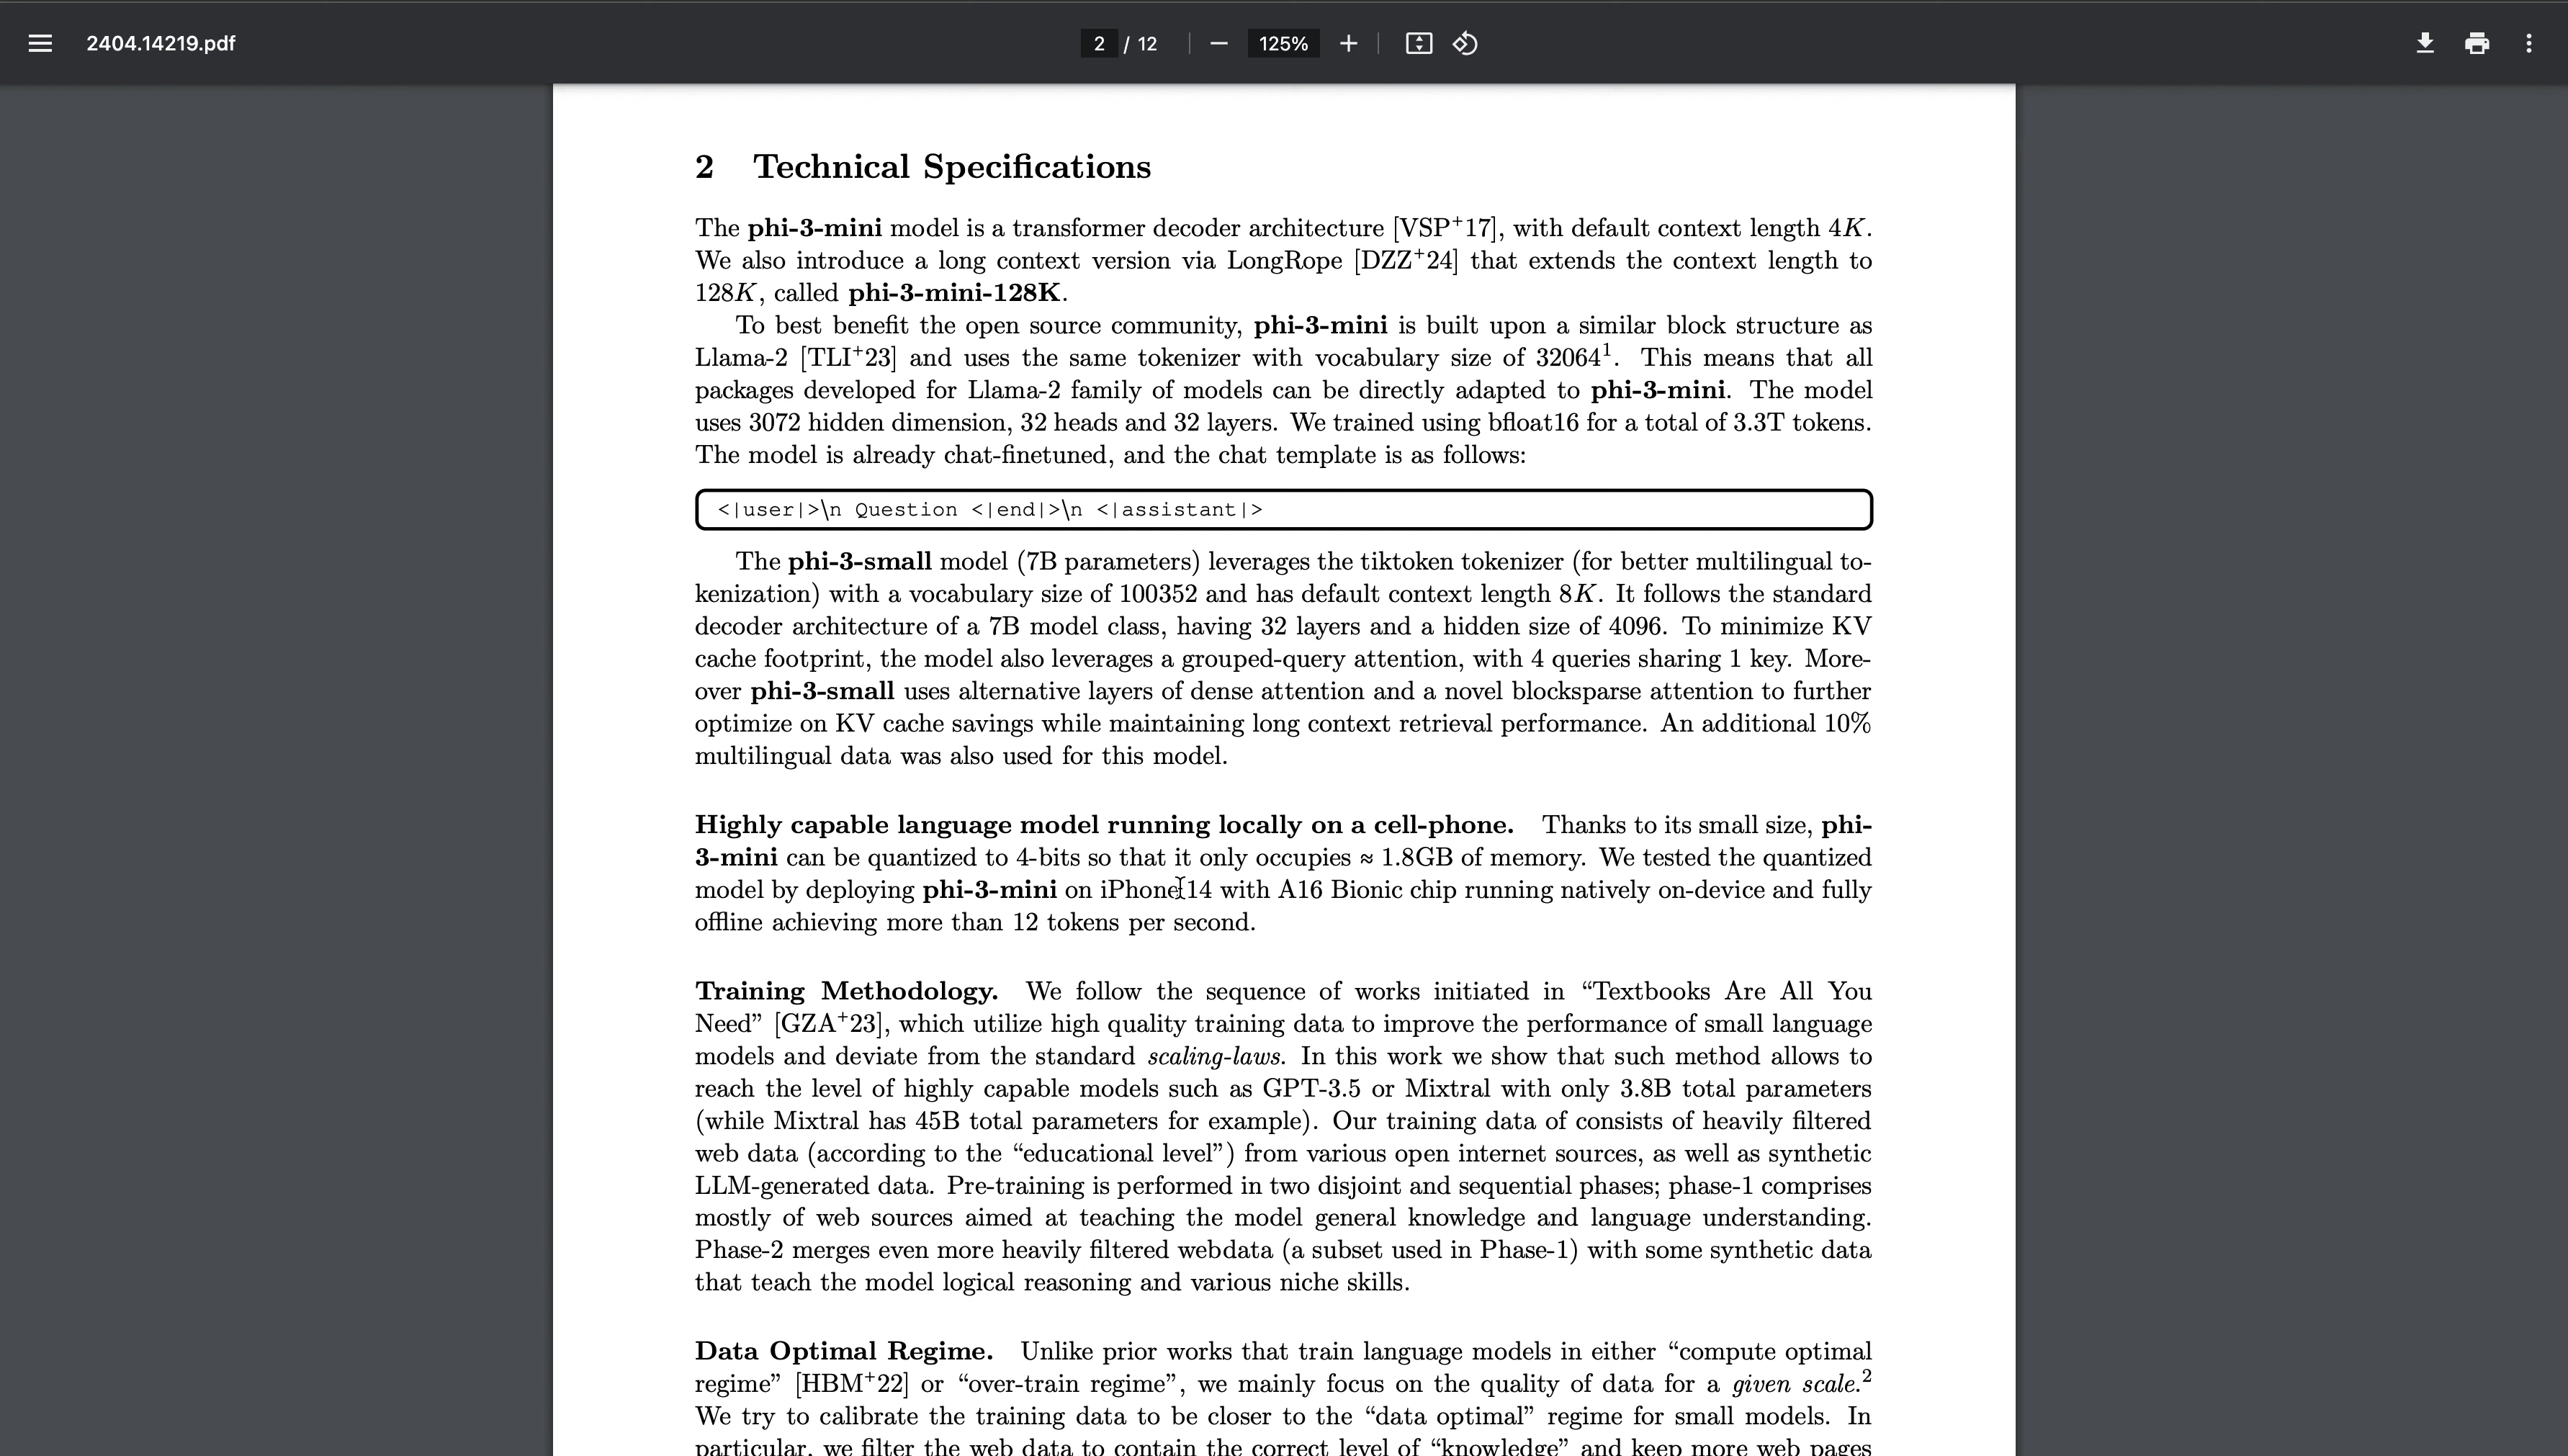 2404.14219.pdf
2 / 12
125%
2 Technical Specifications
The phi-3-mini model is a transformer decoder architecture [VSP+17], with default context length 4K.
We also introduce a long context version via LongRope [DZZ+24] that extends the context length to
128K, called phi-3-mini-128K.
To best benefit the open source community, phi-3-mini is built upon a similar block structure as
Llama-2 [TLI+23] and uses the same tokenizer with vocabulary size of 32064¹. This means that all
packages developed for Llama-2 family of models can be directly adapted to phi-3-mini. The model
uses 3072 hidden dimension, 32 heads and 32 layers. We trained using bfloat16 for a total of 3.3T tokens.
The model is already chat-finetuned, and the chat template is as follows:
<|user|>\n Question <|end|>\n <|assistant|>
The phi-3-small model (7B parameters) leverages the tiktoken tokenizer (for better multilingual to-
kenization) with a vocabulary size of 100352 and has default context length 8K. It follows the standard
decoder architecture of a 7B model class, having 32 layers and a hidden size of 4096. To minimize KV
cache footprint, the model also leverages a grouped-query attention, with 4 queries sharing 1 key. More-
over phi-3-small uses alternative layers of dense attention and a novel blocksparse attention to further
optimize on KV cache savings while maintaining long context retrieval performance. An additional 10%
multilingual data was also used for this model.
Highly capable language model running locally on a cell-phone. Thanks to its small size, phi-
3-mini can be quantized to 4-bits so that it only occupies ≈ 1.8GB of memory. We tested the quantized
model by deploying phi-3-mini on iPhone 14 with A16 Bionic chip running natively on-device and fully
offline achieving more than 12 tokens per second.
Training Methodology. We follow the sequence of works initiated in “Textbooks Are All You
Need” [GZA+23], which utilize high quality training data to improve the performance of small language
models and deviate from the standard scaling-laws. In this work we show that such method allows to
reach the level of highly capable models such as GPT-3.5 or Mixtral with only 3.8B total parameters
(while Mixtral has 45B total parameters for example). Our training data of consists of heavily filtered
web data (according to the “educational level”) from various open internet sources, as well as synthetic
LLM-generated data. Pre-training is performed in two disjoint and sequential phases; phase-1 comprises
mostly of web sources aimed at teaching the model general knowledge and language understanding.
Phase-2 merges even more heavily filtered webdata (a subset used in Phase-1) with some synthetic data
that teach the model logical reasoning and various niche skills.
Data Optimal Regime. Unlike prior works that train language models in either “compute optimal
regime” [HBM+22] or “over-train regime”, we mainly focus on the quality of data for a given scale.²
We try to calibrate the training data to be closer to the “data optimal” regime for small models. In
particular, we filter the web data to contain the correct level of “knowledge” and keep more web pages